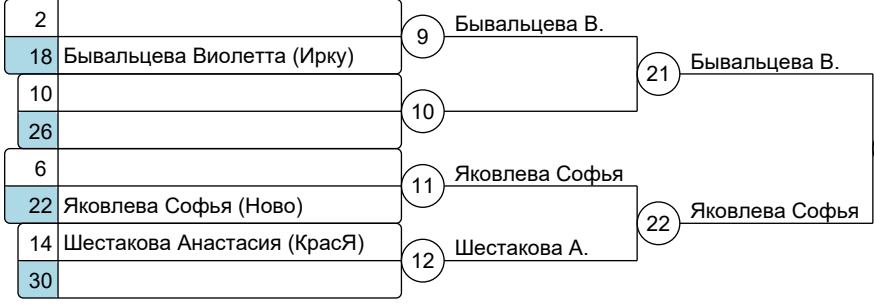 2
9
Бывальцева В.
18 Бывальцева Виолетта (Ирку)
21
Бывальцева В.
10
10
26
6
11
Яковлева Софья
22 Яковлева Софья (Ново)
22
Яковлева Софья
14 Шестакова Анастасия (КрасЯ)
12
Шестакова А.
30